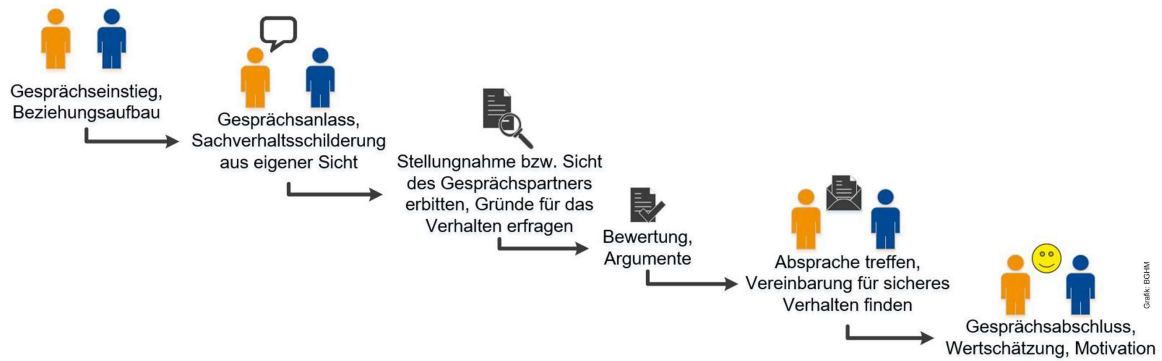 Gesprächseinstieg,
Beziehungsaufbau
Gesprächsanlass,
Sachverhaltsschilderung
aus eigener Sicht
Stellungnahme bzw. Sicht
des Gesprächspartners
erbitten, Gründe für das
Verhalten erfragen
Bewertung,
Argumente
Absprache treffen,
Vereinbarung für sicheres
Verhalten finden
Gesprächsabschluss,
Wertschätzung, Motivation
Grafik: BGHM